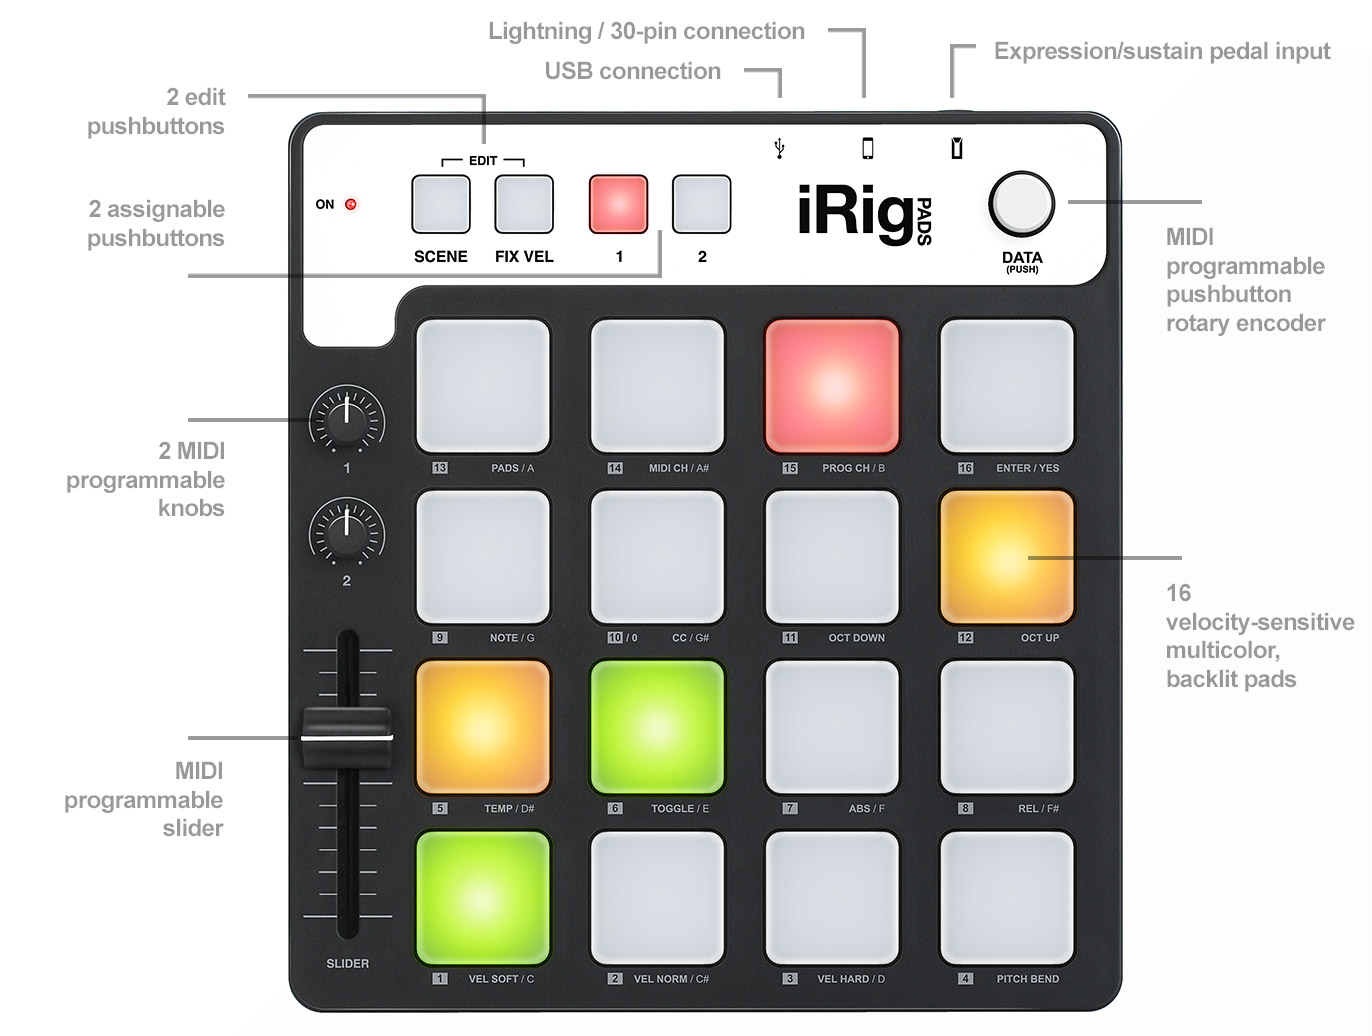 Lightning / 30-pin connection
USB connection
Expression/sustain pedal input
2 edit
pushbuttons
2 assignable
pushbuttons
ON
EDIT
SCENE
FIX VEL
1
2
iRig PADS
DATA
(PUSH)
MIDI
programmable
pushbutton
rotary encoder
2 MIDI
programmable
knobs
1
2
13 PADS / A
14 MIDI CH / A#
15 PROG CH / B
16 ENTER / YES
9 NOTE / G
10 / 0 CC / G#
11 OCT DOWN
12 OCT UP
16
velocity-sensitive
multicolor,
backlit pads
MIDI
programmable
slider
5 TEMP / D#
6 TOGGLE / E
7 ABS / F
8 REL / F#
SLIDER
1 VEL SOFT / C
2 VEL NORM / C#
3 VEL HARD / D
4 PITCH BEND